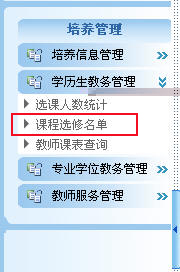 培养管理
培养信息管理
学历生教务管理
选课人数统计
课程选修名单
教师课表查询
专业学位教务管理
教师服务管理